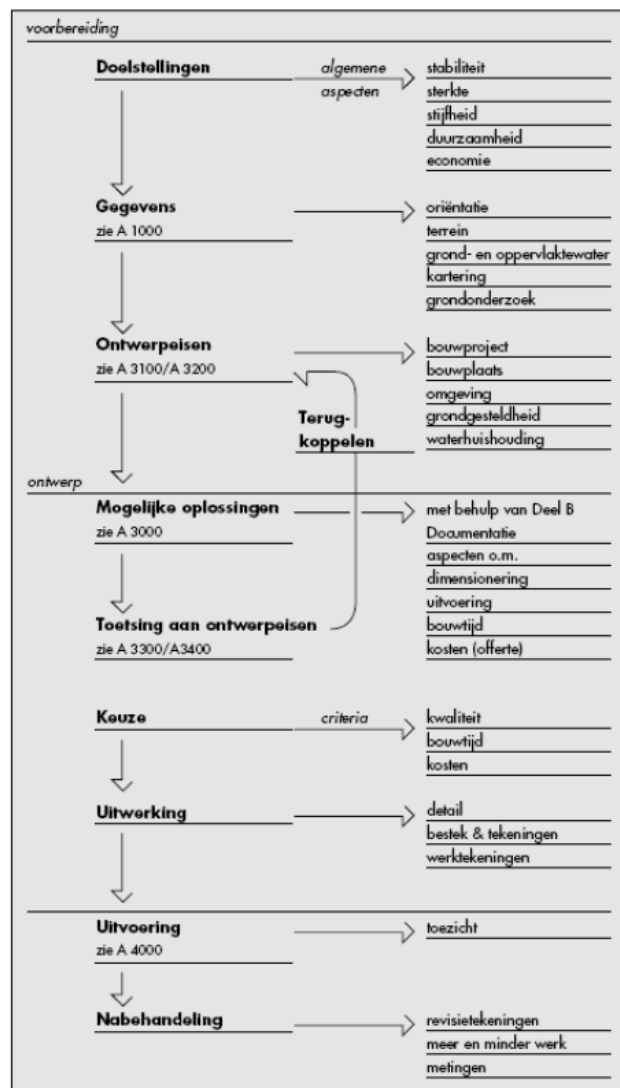 voorbereiding
Doelstellingen
algemene
aspecten
stabiliteit
sterkte
stijfheid
duurzaamheid
economie
Gegevens
zie A 1000
oriëntatie
terrein
grond- en oppervlaktewater
kartering
grondonderzoek
Ontwerpeisen
zie A 3100/A 3200
bouwproject
bouwplaats
omgeving
grondgesteldheid
waterhuishouding
Terug-
koppelen
ontwerp
Mogelijke oplossingen
zie A 3000
met behulp van Deel B
Documentatie
aspecten o.m.
dimensionering
uitvoering
bouwtijd
kosten (offerte)
Toetsing aan ontwerpeisen
zie A 3300/A3400
Keuze
criteria
kwaliteit
bouwtijd
kosten
Uitwerking
detail
bestek & tekeningen
werktekeningen
Uitvoering
zie A 4000
toezicht
Nabehandeling
revisietekeningen
meer en minder werk
metingen